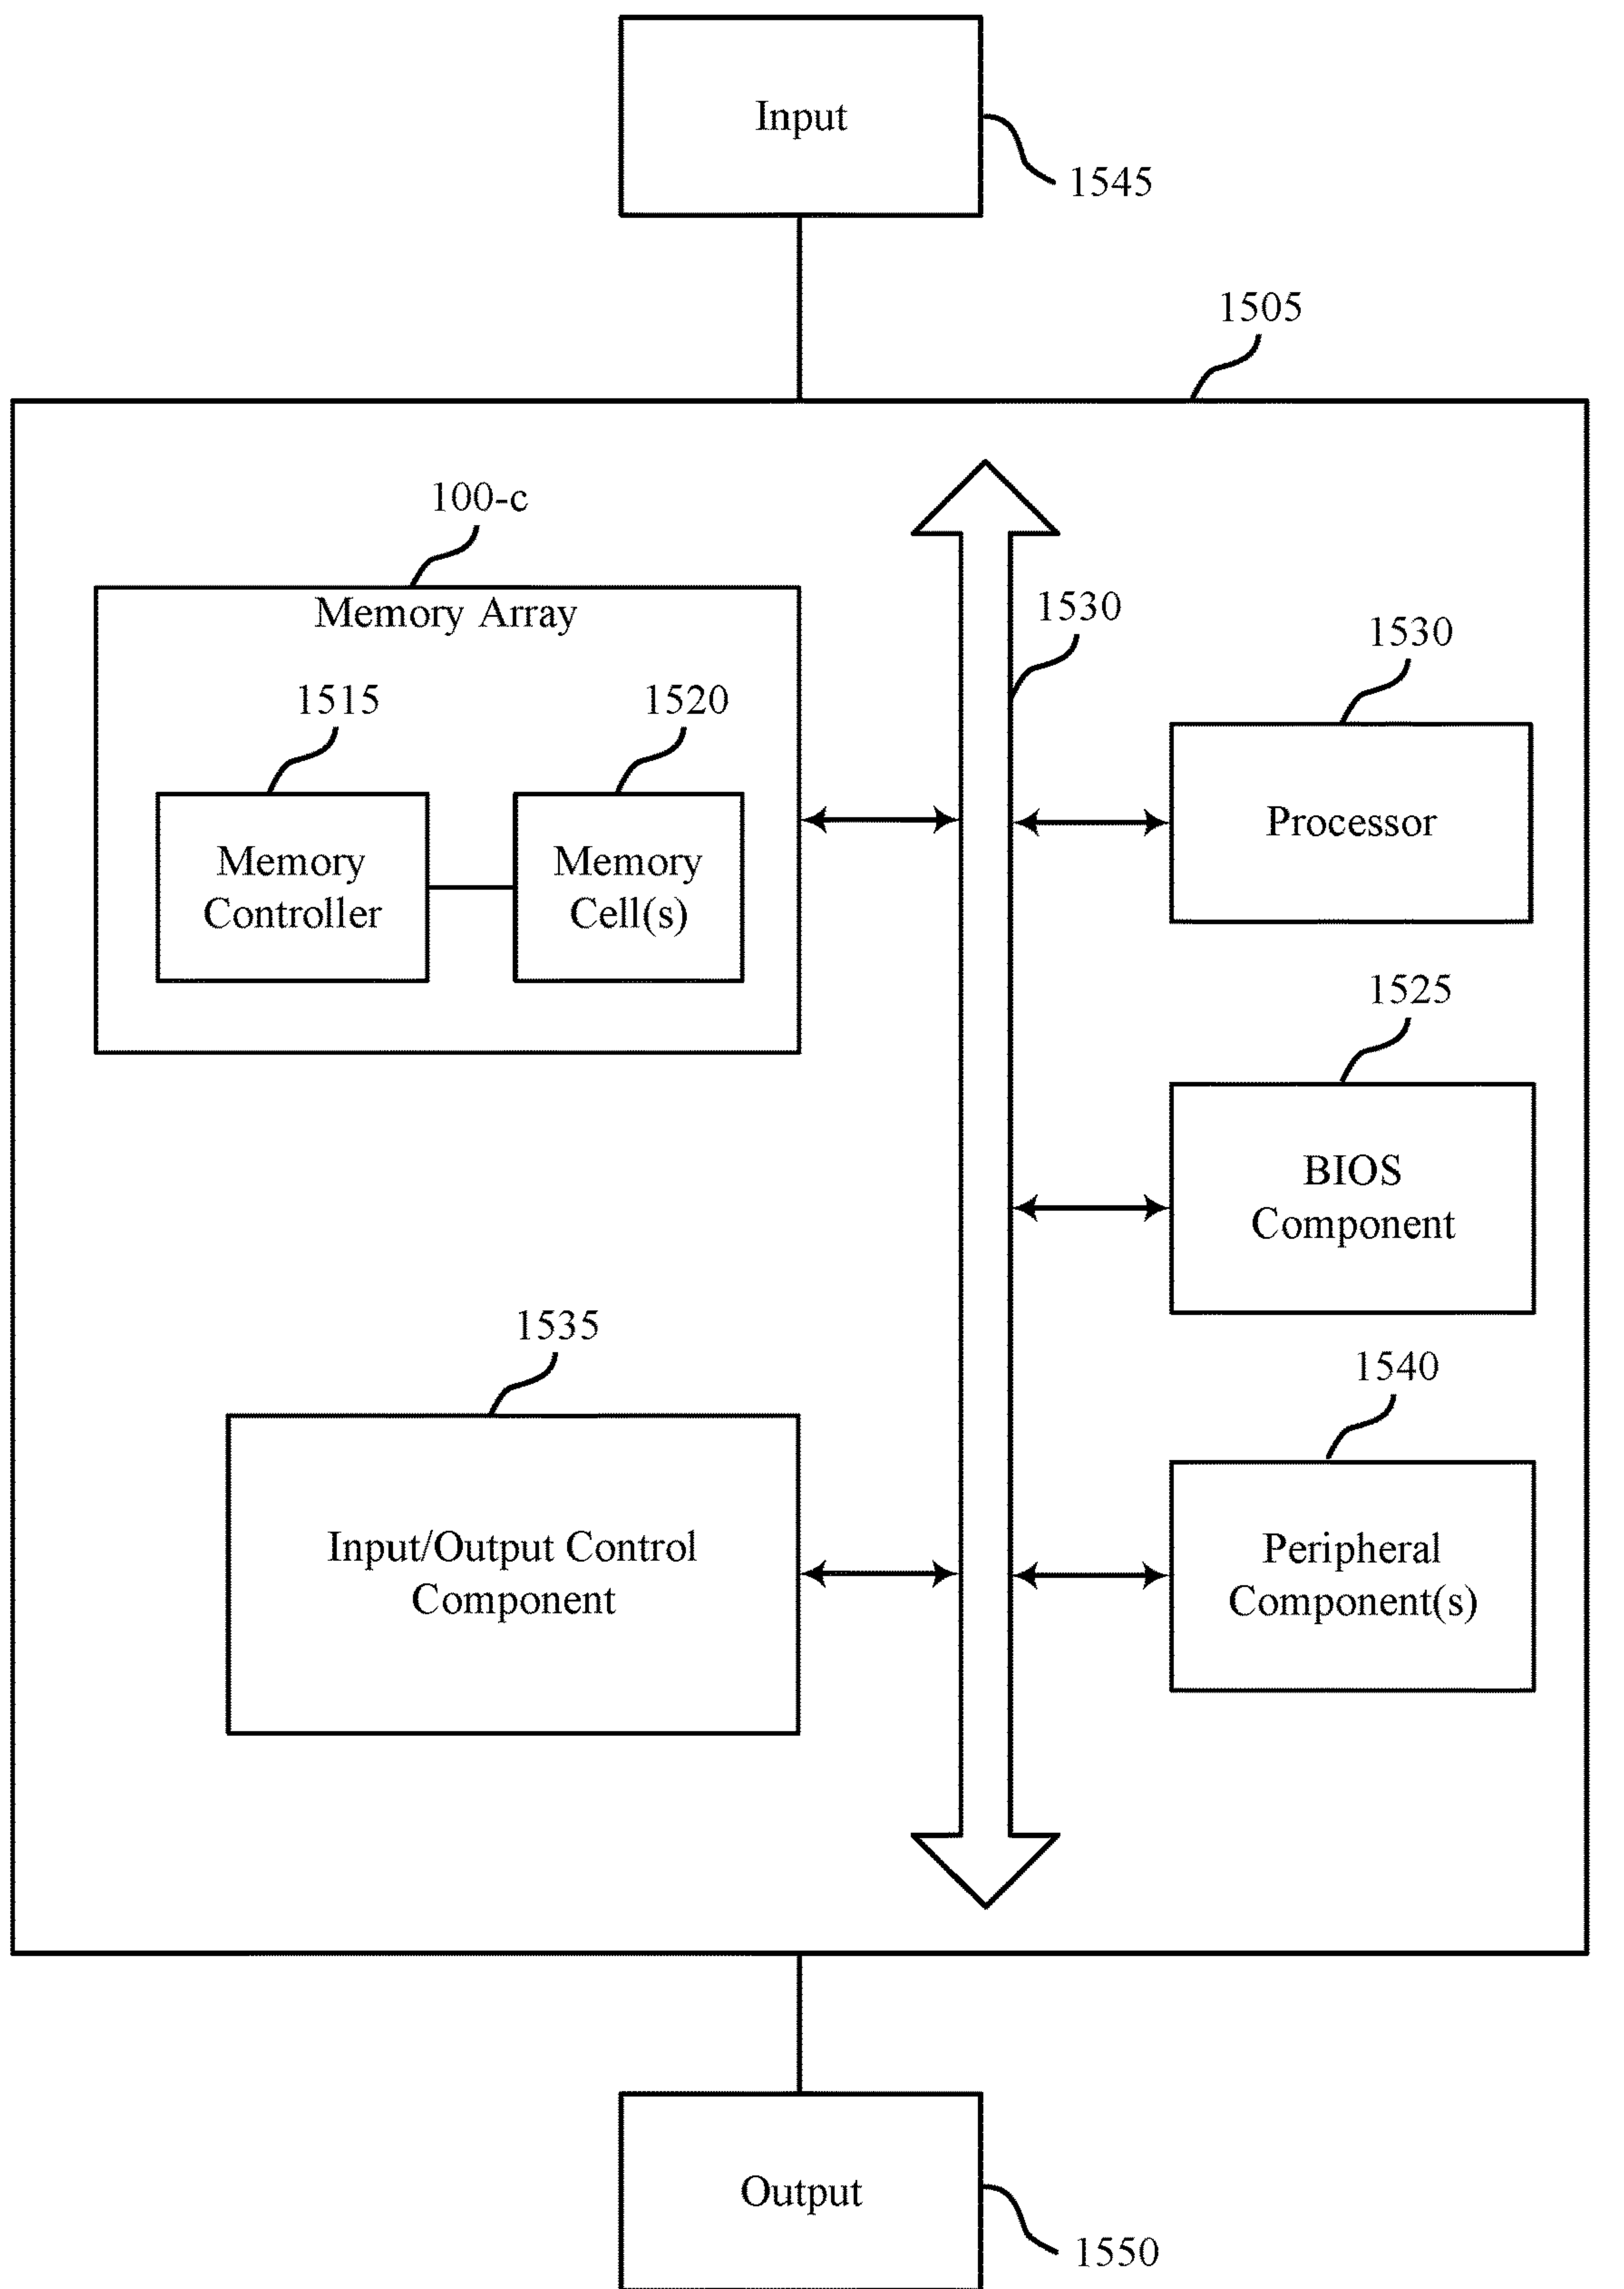 Input
1545
1505
100-c
Memory Array
1530
1530
1515
1520
Memory
Controller
Memory
Cell(s)
Processor
1525
BIOS
Component
1535
1540
Input/Output Control
Component
Peripheral
Component(s)
Output
1550